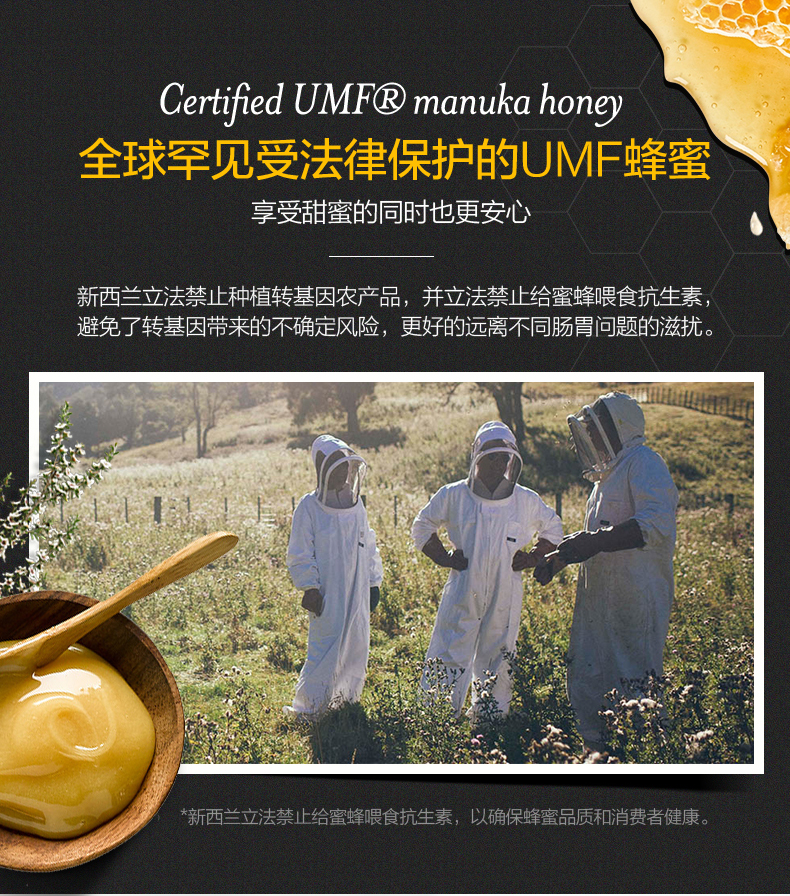 Certified UMF® manuka honey
全球罕见受法律保护的UMF蜂蜜
享受甜蜜的同时也更安心
新西兰立法禁止种植转基因农产品，并立法禁止给蜜蜂喂食抗生素，
避免了转基因带来的不确定风险，更好的远离不同肠胃问题的滋扰。
*新西兰立法禁止给蜜蜂喂食抗生素，以确保蜂蜜品质和消费者健康。